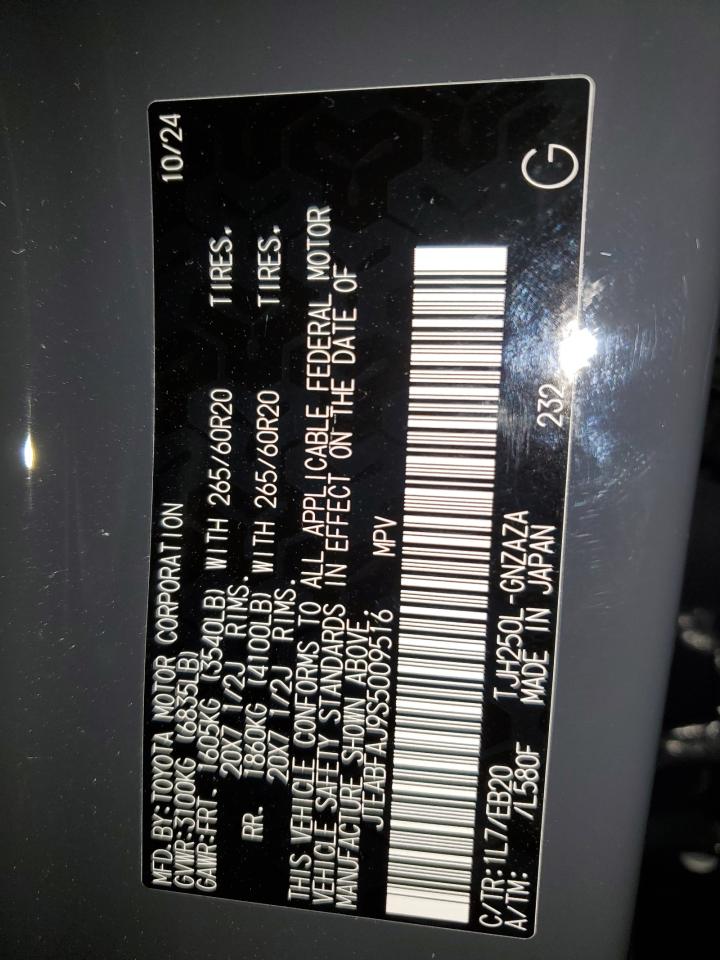 MFD.BY:TOYOTA MOTOR CORPORATION 10/24
GVWR:3100KG (6835LB)
GAWR:FRT. 1605KG (3540LB) WITH 265/60R20 TIRES.
20X7 1/2J RIMS.
RR. 1860KG (4100LB) WITH 265/60R20 TIRES.
20X7 1/2J RIMS.
THIS VEHICLE CONFORMS TO ALL APPLICABLE FEDERAL MOTOR
VEHICLE SAFETY STANDARDS IN EFFECT ON THE DATE OF
MANUFACTURE SHOWN ABOVE.
JTEABFAJ9S5009516 MPV
C/TR:1L7/EB20 TJH250L-GNZAZA
A/TM: /L580F MADE IN JAPAN 232 G